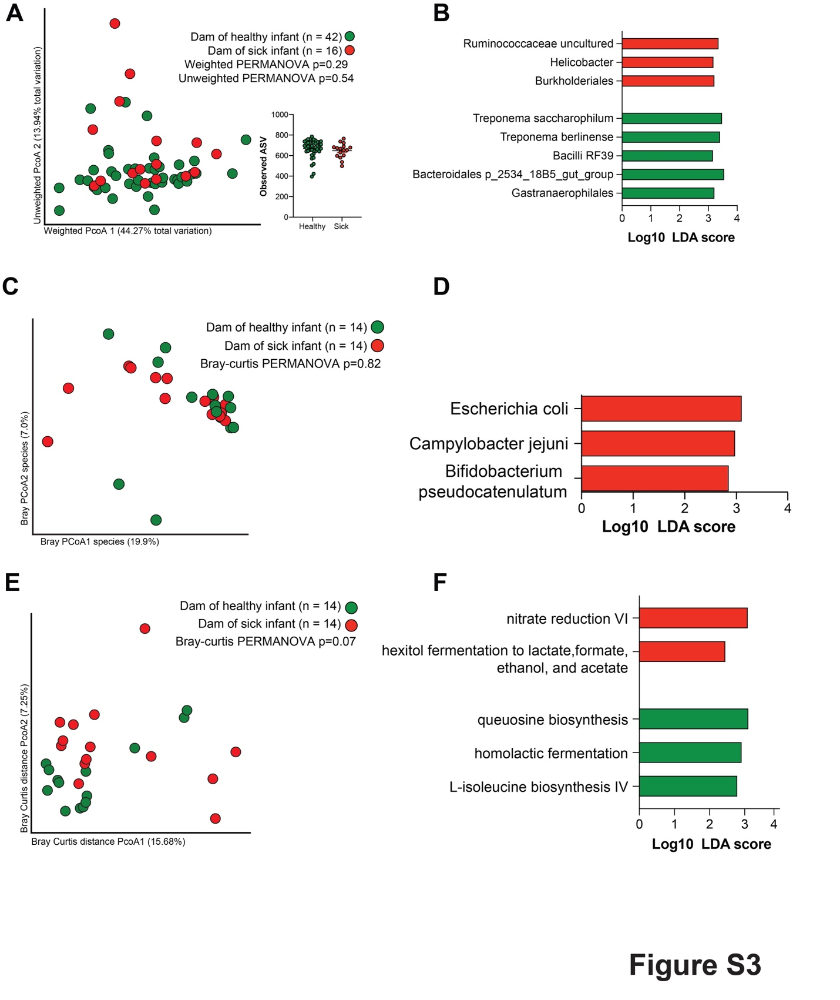 A
Dam of healthy infant (n = 42)
Dam of sick infant (n = 16)
Weighted PERMANOVA p=0.29
Unweighted PERMANOVA p=0.54
Unweighted PcoA 2 (13.94% total variation)
Weighted PcoA 1 (44.27% total variation)
Observed ASV
1000
800
600
400
200
0
Healthy
Sick
B
Ruminococcaceae uncultured
Helicobacter
Burkholderiales
Treponema saccharophilum
Treponema berlinense
Bacilli RF39
Bacteroidales p_2534_18B5_gut_group
Gastranaerophilales
0 1 2 3 4
Log10 LDA score
C
Dam of healthy infant (n = 14)
Dam of sick infant (n = 14)
Bray-curtis PERMANOVA p=0.82
Bray PCoA2 species (7.0%)
Bray PCoA1 species (19.9%)
D
Escherichia coli
Campylobacter jejuni
Bifidobacterium
pseudocatenulatum
0 1 2 3 4
Log10 LDA score
E
Dam of healthy infant (n = 14)
Dam of sick infant (n = 14)
Bray-curtis PERMANOVA p=0.07
Bray Curtis distance PcoA2 (7.25%)
Bray Curtis distance PcoA1 (15.68%)
F
nitrate reduction VI
hexitol fermentation to lactate,formate,
ethanol, and acetate
queuosine biosynthesis
homolactic fermentation
L-isoleucine biosynthesis IV
0 1 2 3 4
Log10 LDA score
Figure S3